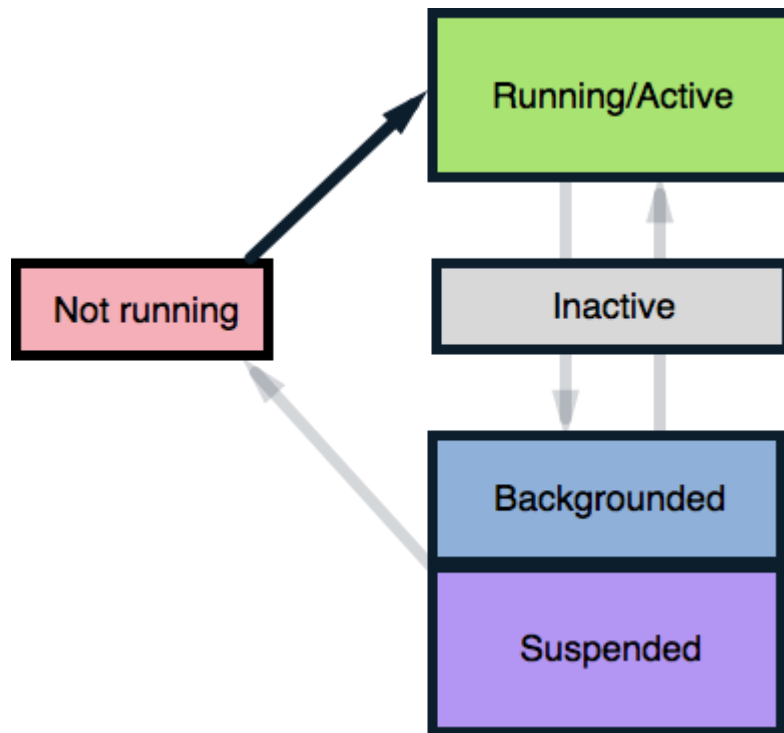 Running/Active
Not running
Inactive
Backgrounded
Suspended